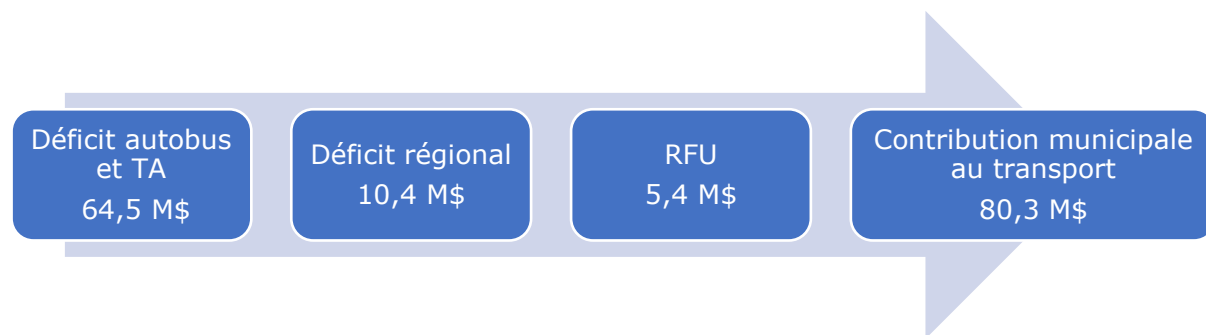 Déficit autobus
et TA
64,5 M$
Déficit régional
10,4 M$
RFU
5,4 M$
Contribution municipale
au transport
80,3 M$